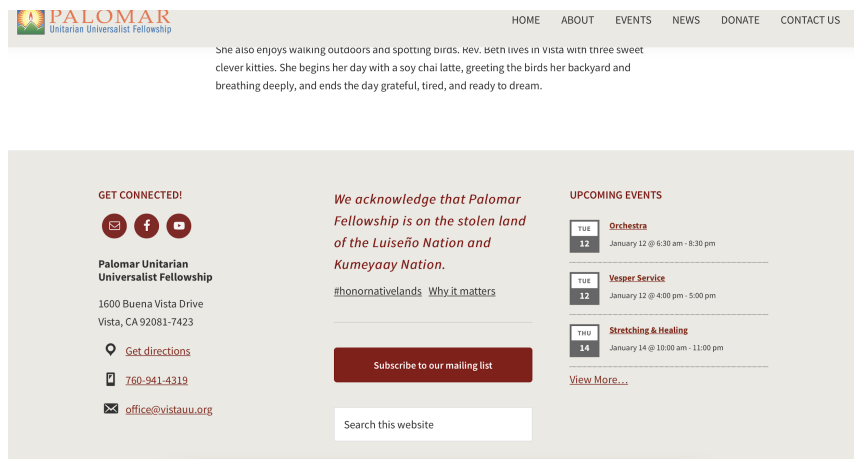 PALOMAR
Unitarian Universalist Fellowship
HOME ABOUT EVENTS NEWS DONATE CONTACT US
She also enjoys walking outdoors and spotting birds. Rev. Beth lives in Vista with three sweet
clever kitties. She begins her day with a soy chai latte, greeting the birds her backyard and
breathing deeply, and ends the day grateful, tired, and ready to dream.
GET CONNECTED!
Palomar Unitarian
Universalist Fellowship
1600 Buena Vista Drive
Vista, CA 92081-7423
Get directions
760-941-4319
office@vistauu.org
We acknowledge that Palomar
Fellowship is on the stolen land
of the Luiseño Nation and
Kumeyaay Nation.
#honornativelands Why it matters
Subscribe to our mailing list
Search this website
UPCOMING EVENTS
TUE
12
Orchestra
January 12 @ 6:30 am - 8:30 pm
TUE
12
Vesper Service
January 12 @ 4:00 pm - 5:00 pm
THU
14
Stretching & Healing
January 14 @ 10:00 am - 11:00 pm
View More…